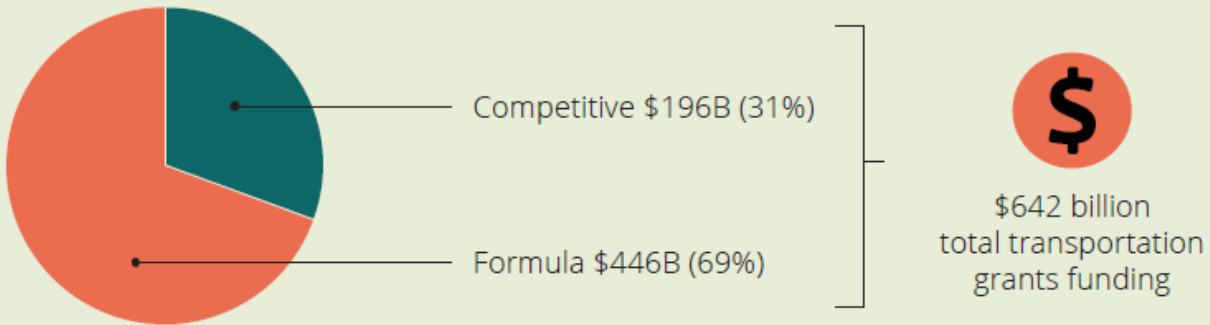 Competitive $196B (31%)
Formula $446B (69%)
$
$642 billion
total transportation
grants funding